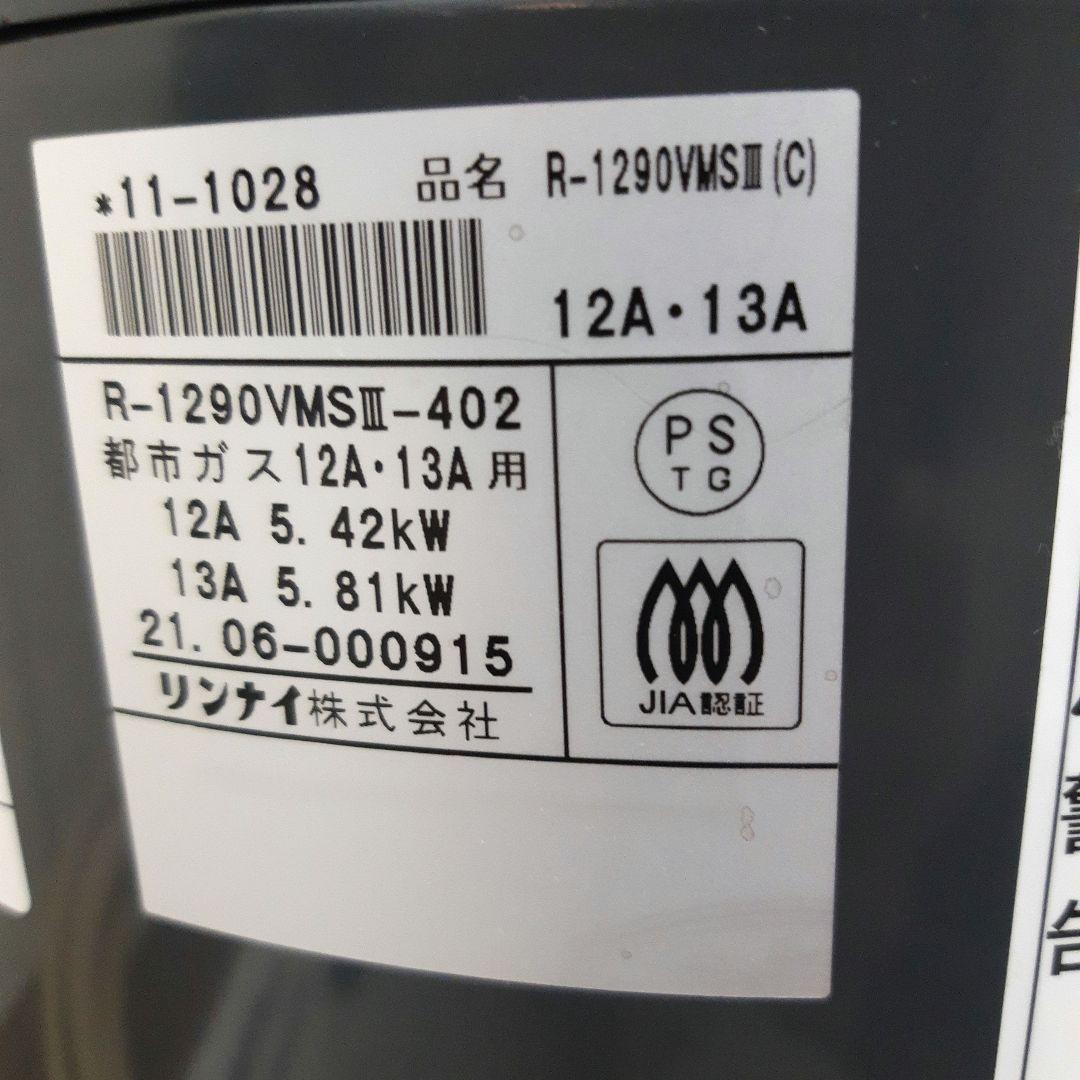 *11-1028
品名 R-1290VMSⅢ(C)
12A・13A
R-1290VMSⅢ-402
都市ガス12A・13A用
12A 5.42kW
13A 5.81kW
21.06-000915
リンナイ株式会社
PS
TG
JIA認証
告